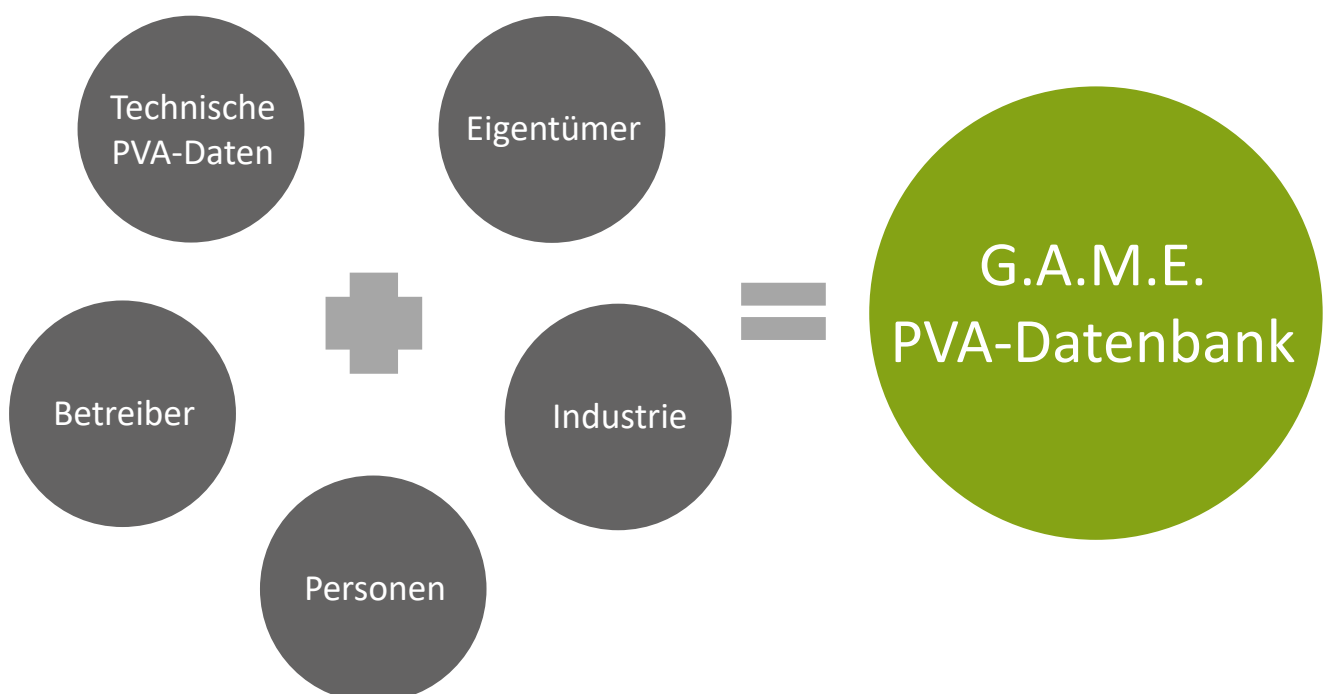 Technische
PVA-Daten
Eigentümer
Betreiber
Industrie
Personen
G.A.M.E.
PVA-Datenbank